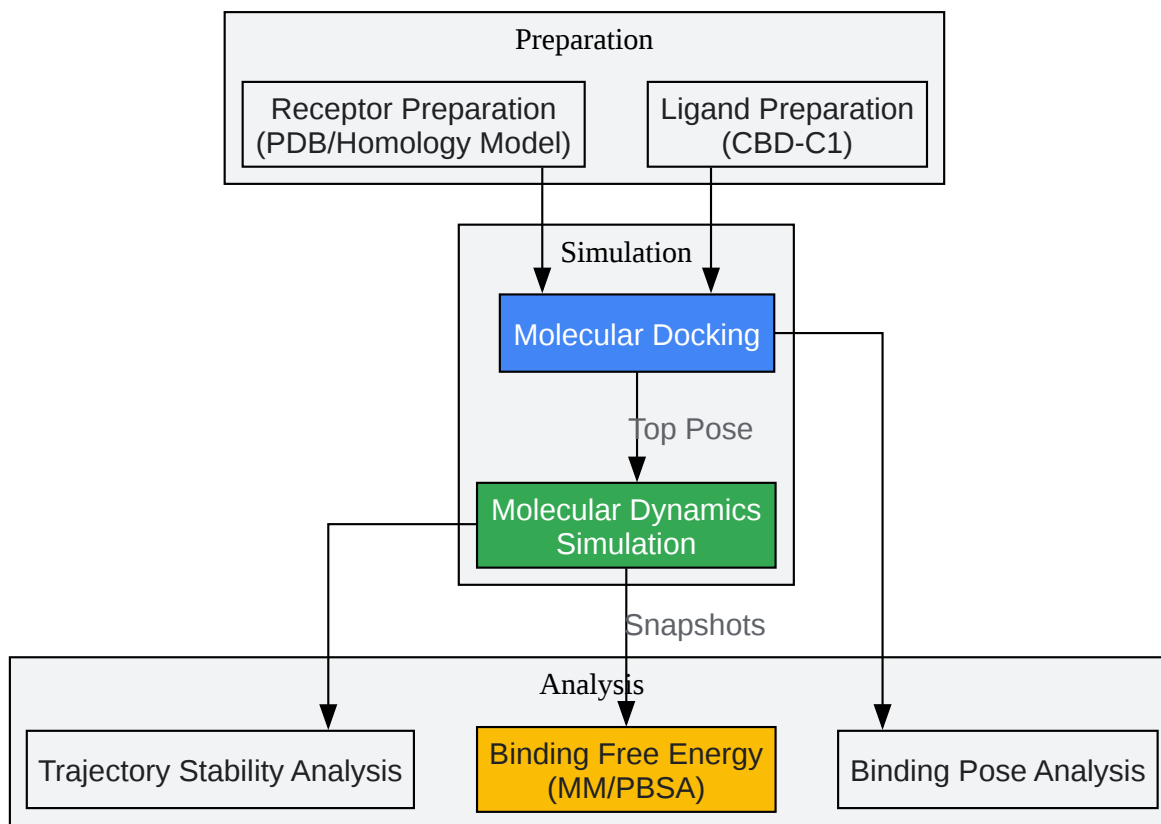 Preparation
Receptor Preparation
(PDB/Homology Model)
Ligand Preparation
(CBD-C1)
Simulation
Molecular Docking
Top Pose
Molecular Dynamics
Simulation
Snapshots
Analysis
Trajectory Stability Analysis
Binding Free Energy
(MM/PBSA)
Binding Pose Analysis